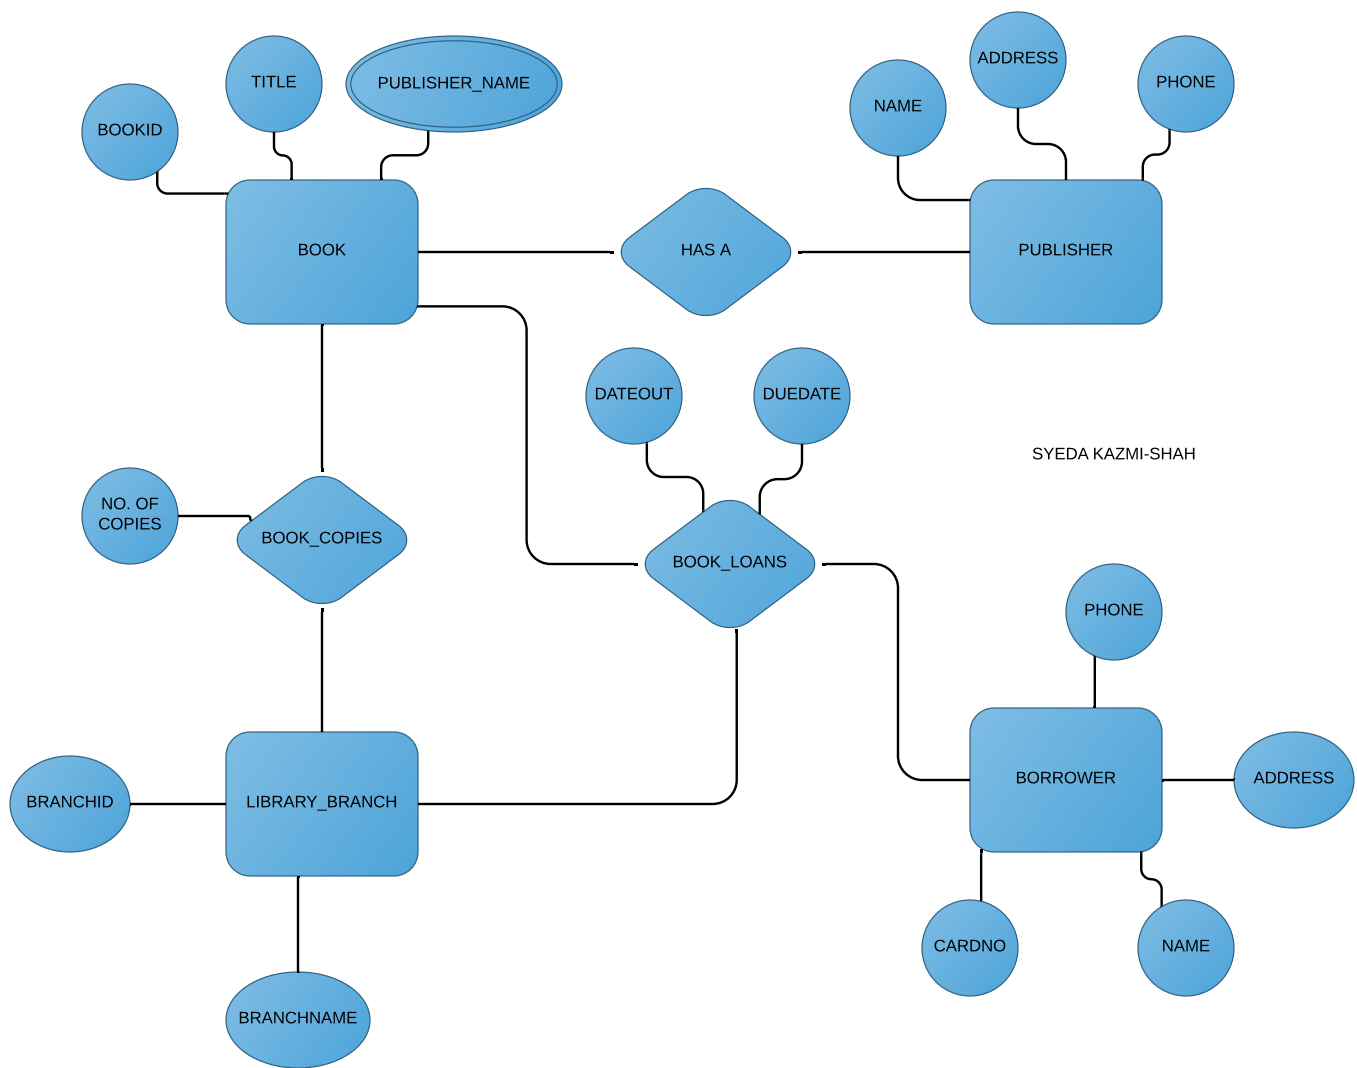 ADDRESS
TITLE
PUBLISHER_NAME
PHONE
NAME
BOOKID
BOOK
HAS A
PUBLISHER
DATEOUT
DUEDATE
SYEDA KAZMI-SHAH
NO. OF
COPIES
BOOK_COPIES
BOOK_LOANS
PHONE
BORROWER
ADDRESS
BRANCHID
LIBRARY_BRANCH
CARDNO
NAME
BRANCHNAME